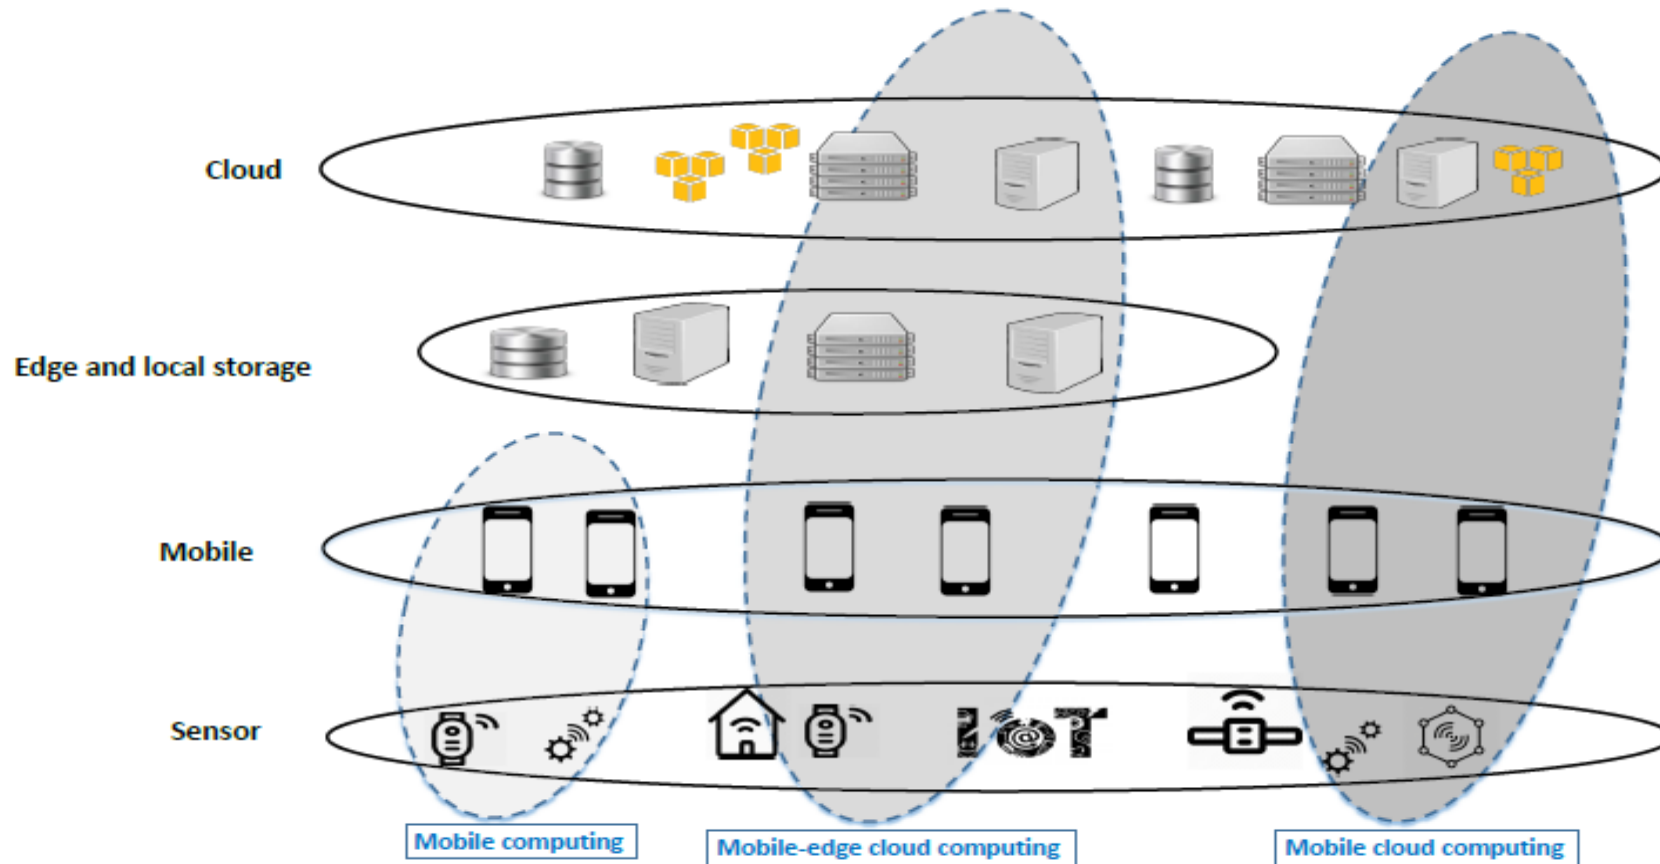 Cloud
Edge and local storage
Mobile
Sensor
IoT
Mobile computing
Mobile-edge cloud computing
Mobile cloud computing